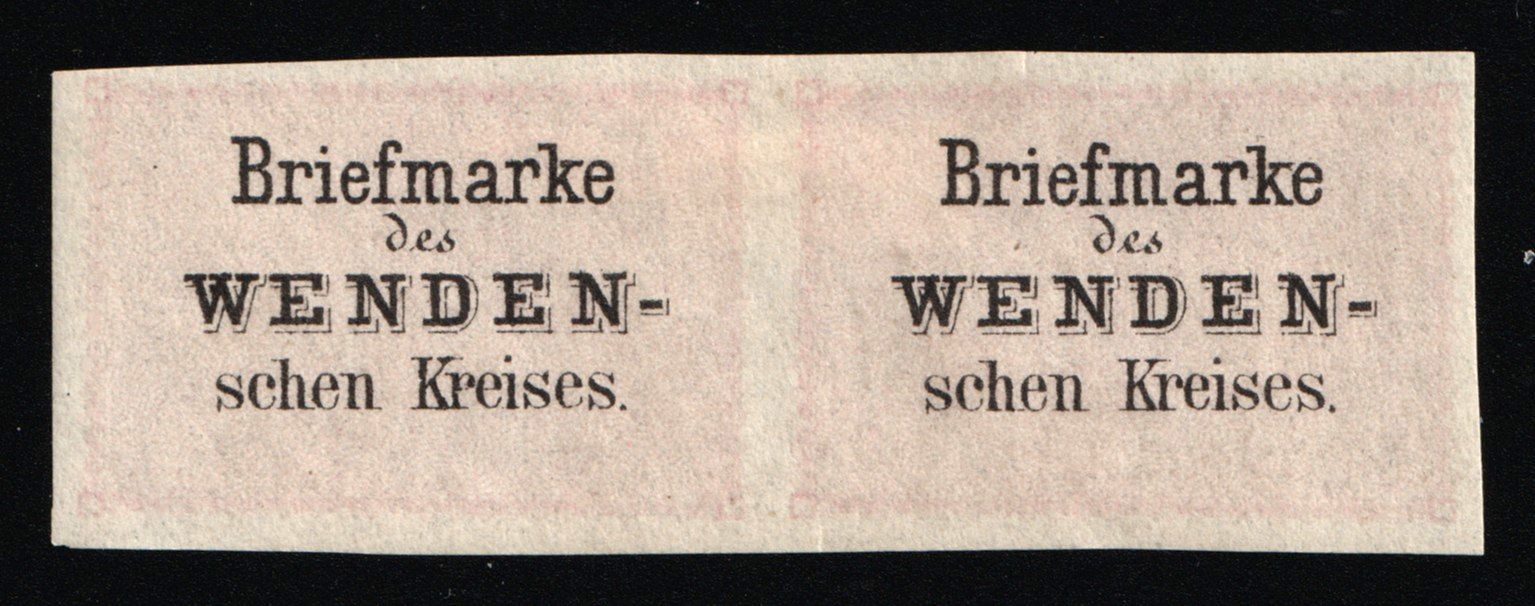 Briefmarke
des
WENDEN-
schen Kreises.
Briefmarke
des
WENDEN-
schen Kreises.